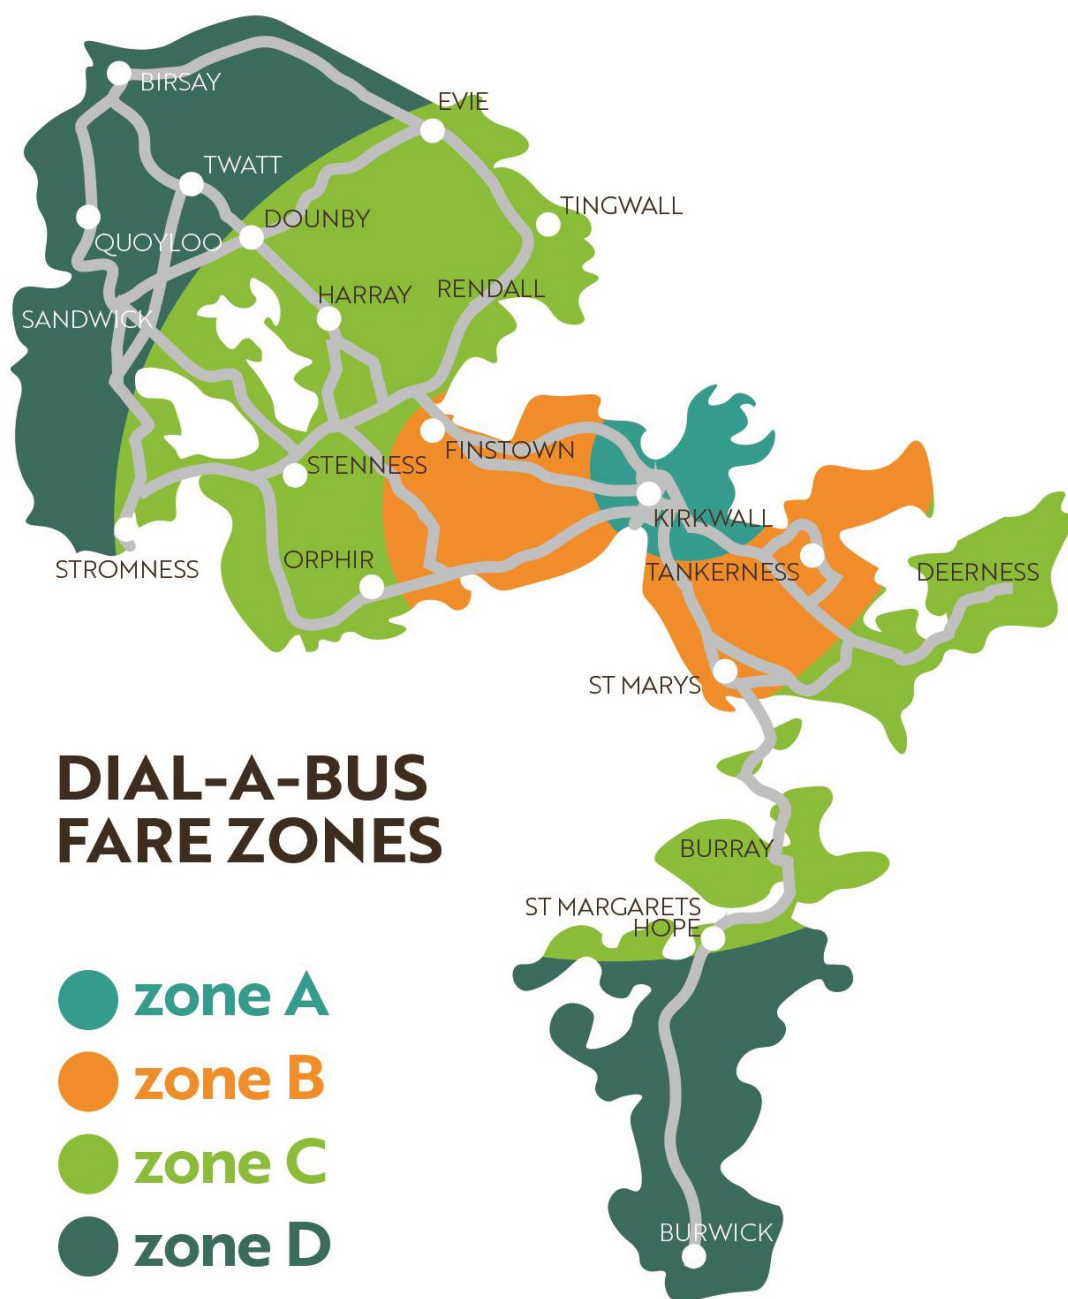 BIRSAY
EVIE
TWATT
TINGWALL
DOUNBY
QUOYLOO
HARRAY
RENDALL
SANDWICK
FINSTOWN
STENNESS
KIRKWALL
ORPHIR
STROMNESS
TANKERNESS
DEERNESS
ST MARYS
DIAL-A-BUS
FARE ZONES
BURRAY
ST MARGARETS
HOPE
zone A
zone B
zone C
zone D
BURWICK